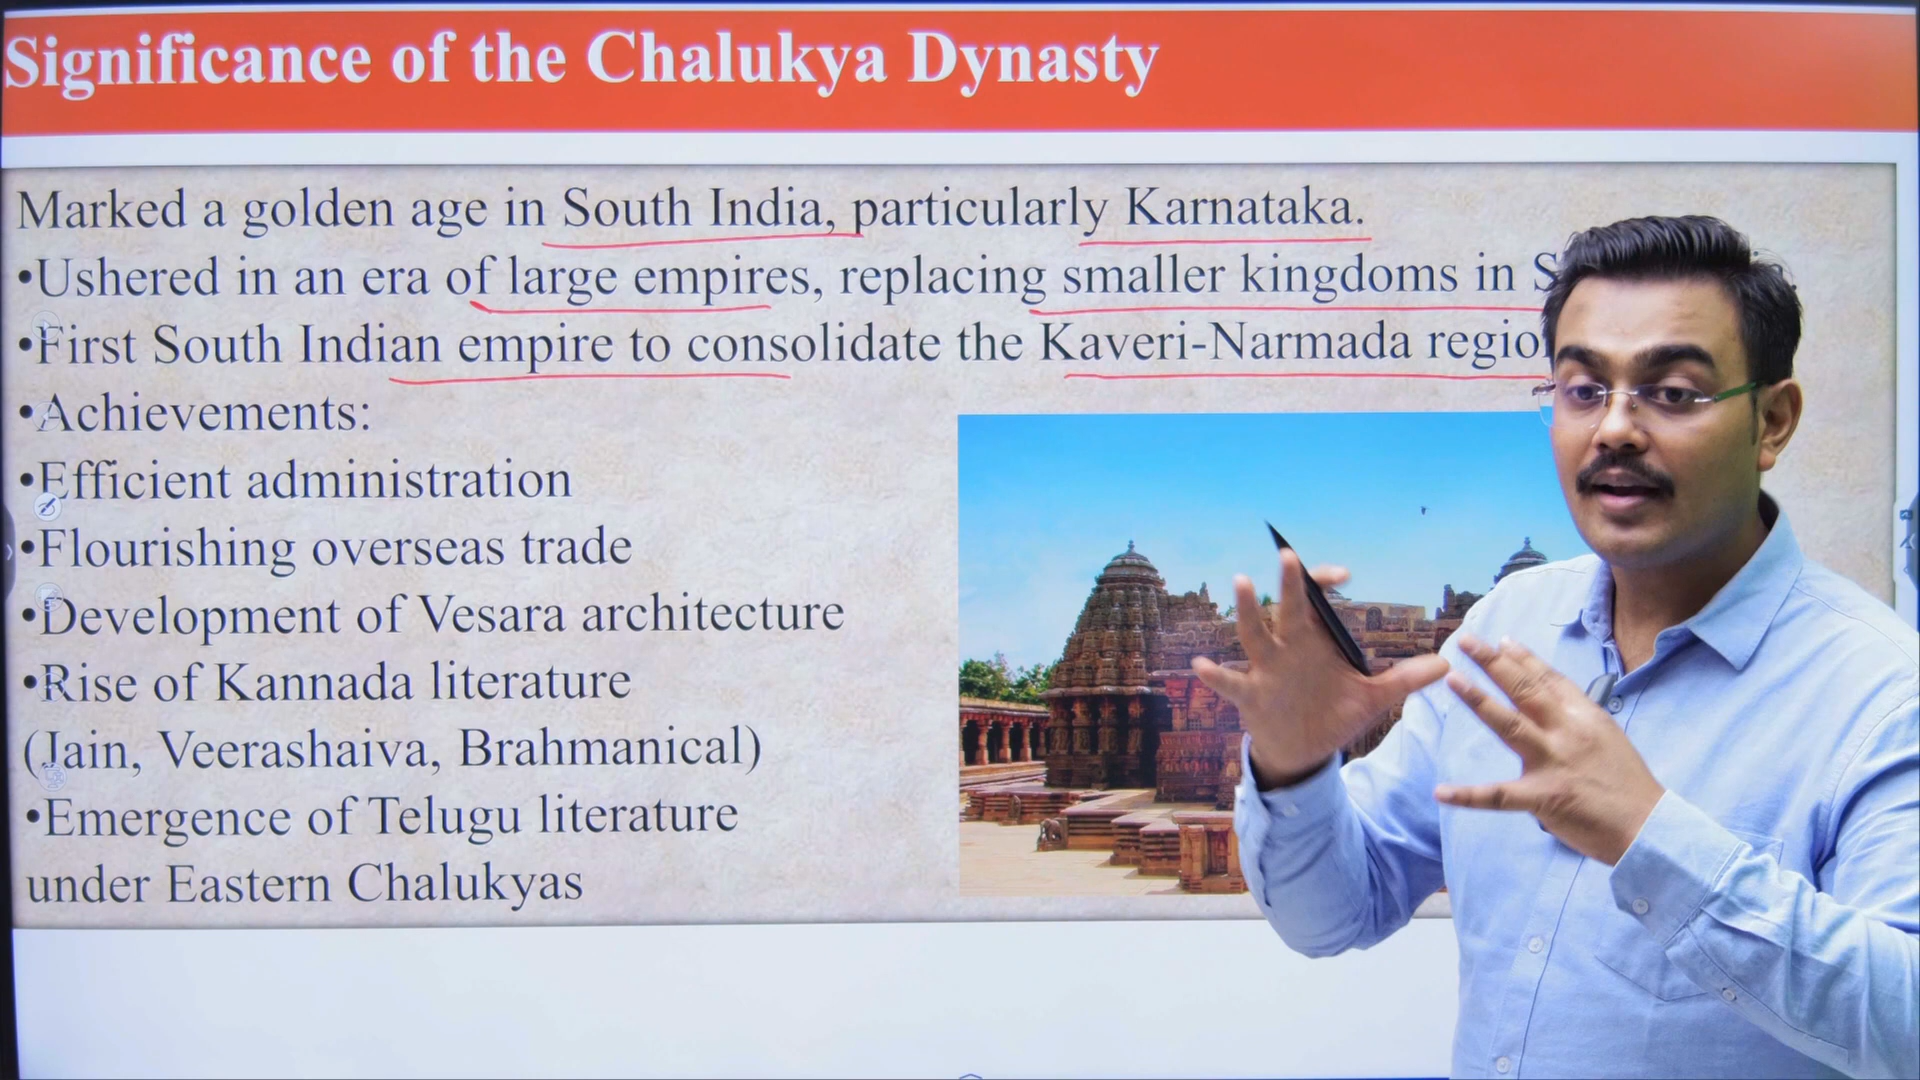 Significance of the Chalukya Dynasty
Marked a golden age in South India, particularly Karnataka.
•Ushered in an era of large empires, replacing smaller kingdoms in
•First South Indian empire to consolidate the Kaveri-Narmada
•Achievements:
•Efficient administration
•Flourishing overseas trade
•Development of Vesara architecture
•Rise of Kannada literature
(Jain, Veerashaiva, Brahmanical)
•Emergence of Telugu literature
under Eastern Chalukyas